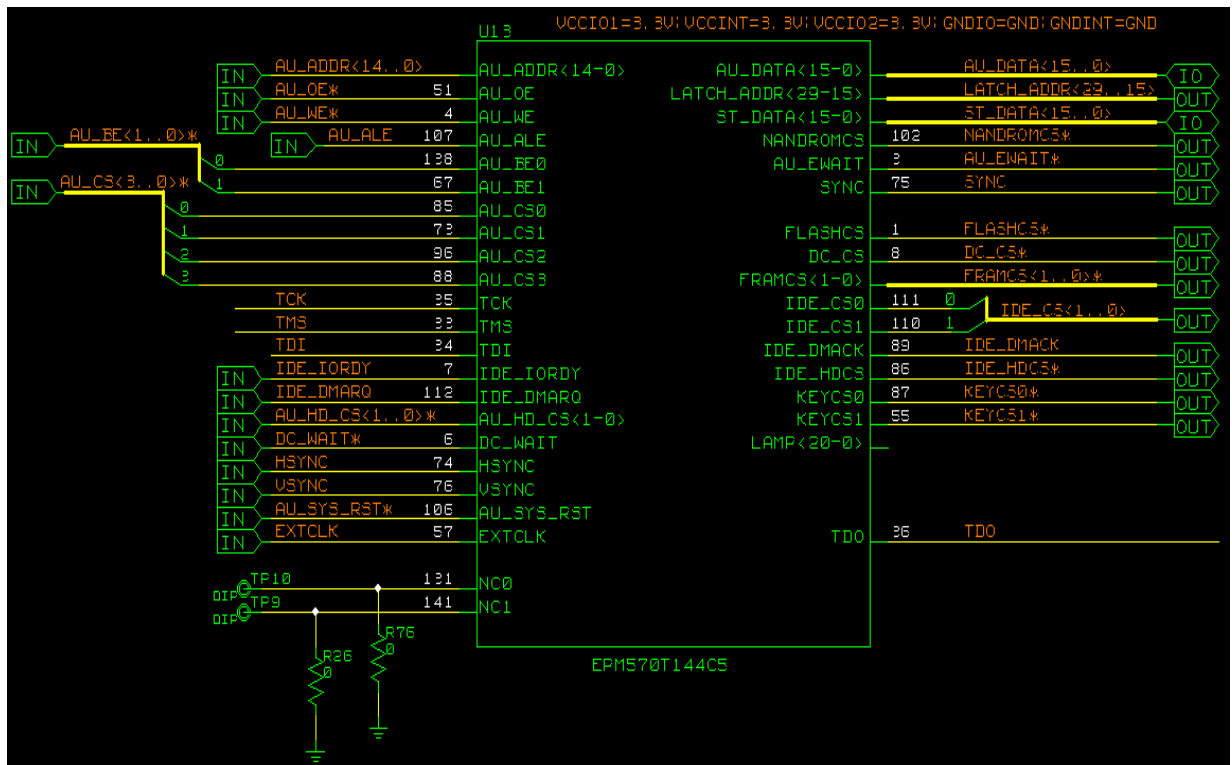 VCCIO1=3.3V;VCCINT=3.3V;VCCIO2=3.3V;GNDIO=GND;GNDINT=GND
U13
IN AU_ADDR<14..0> AU_ADDR<14-0> AU_DATA<15-0> AU_DATA<15..0> IO
IN AU_OE* 51 AU_OE LATCH_ADDR<29-15> LATCH_ADDR<29..15> OUT
IN AU_WE* 4 AU_WE ST_DATA<15-0> ST_DATA<15..0> IO
IN AU_BE<1..0>* IN AU_ALE 107 AU_ALE NANDROMCS 102 NANDROMCS* OUT
0 138 AU_BE0 AU_EWAIT 3 AU_EWAIT* OUT
IN AU_CS<3..0>* 1 67 AU_BE1 SYNC 75 SYNC OUT
0 85 AU_CS0
1 73 AU_CS1 FLASHCS 1 FLASHCS* OUT
2 96 AU_CS2 DC_CS 8 DC_CS* OUT
3 88 AU_CS3 FRAMCS<1-0> FRAMCS<1..0>* OUT
TCK 35 TCK IDE_CS0 111 0 IDE_CS<1..0> OUT
TMS 33 TMS IDE_CS1 110 1
TDI 34 TDI IDE_DMACK 89 IDE_DMACK OUT
IN IDE_IORDY 7 IDE_IORDY IDE_HDCS 86 IDE_HDCS* OUT
IN IDE_DMARQ 112 IDE_DMARQ KEYCS0 87 KEYCS0* OUT
IN AU_HD_CS<1..0>* AU_HD_CS<1-0> KEYCS1 55 KEYCS1* OUT
IN DC_WAIT* 6 DC_WAIT LAMP<20-0>
IN HSYNC 74 HSYNC
IN VSYNC 76 VSYNC
IN AU_SYS_RST* 106 AU_SYS_RST
IN EXTCLK 57 EXTCLK TDO 36 TDO
DIP TP10 131 NC0
DIP TP9 141 NC1
R76
0
R26
0
EPM570T144C5